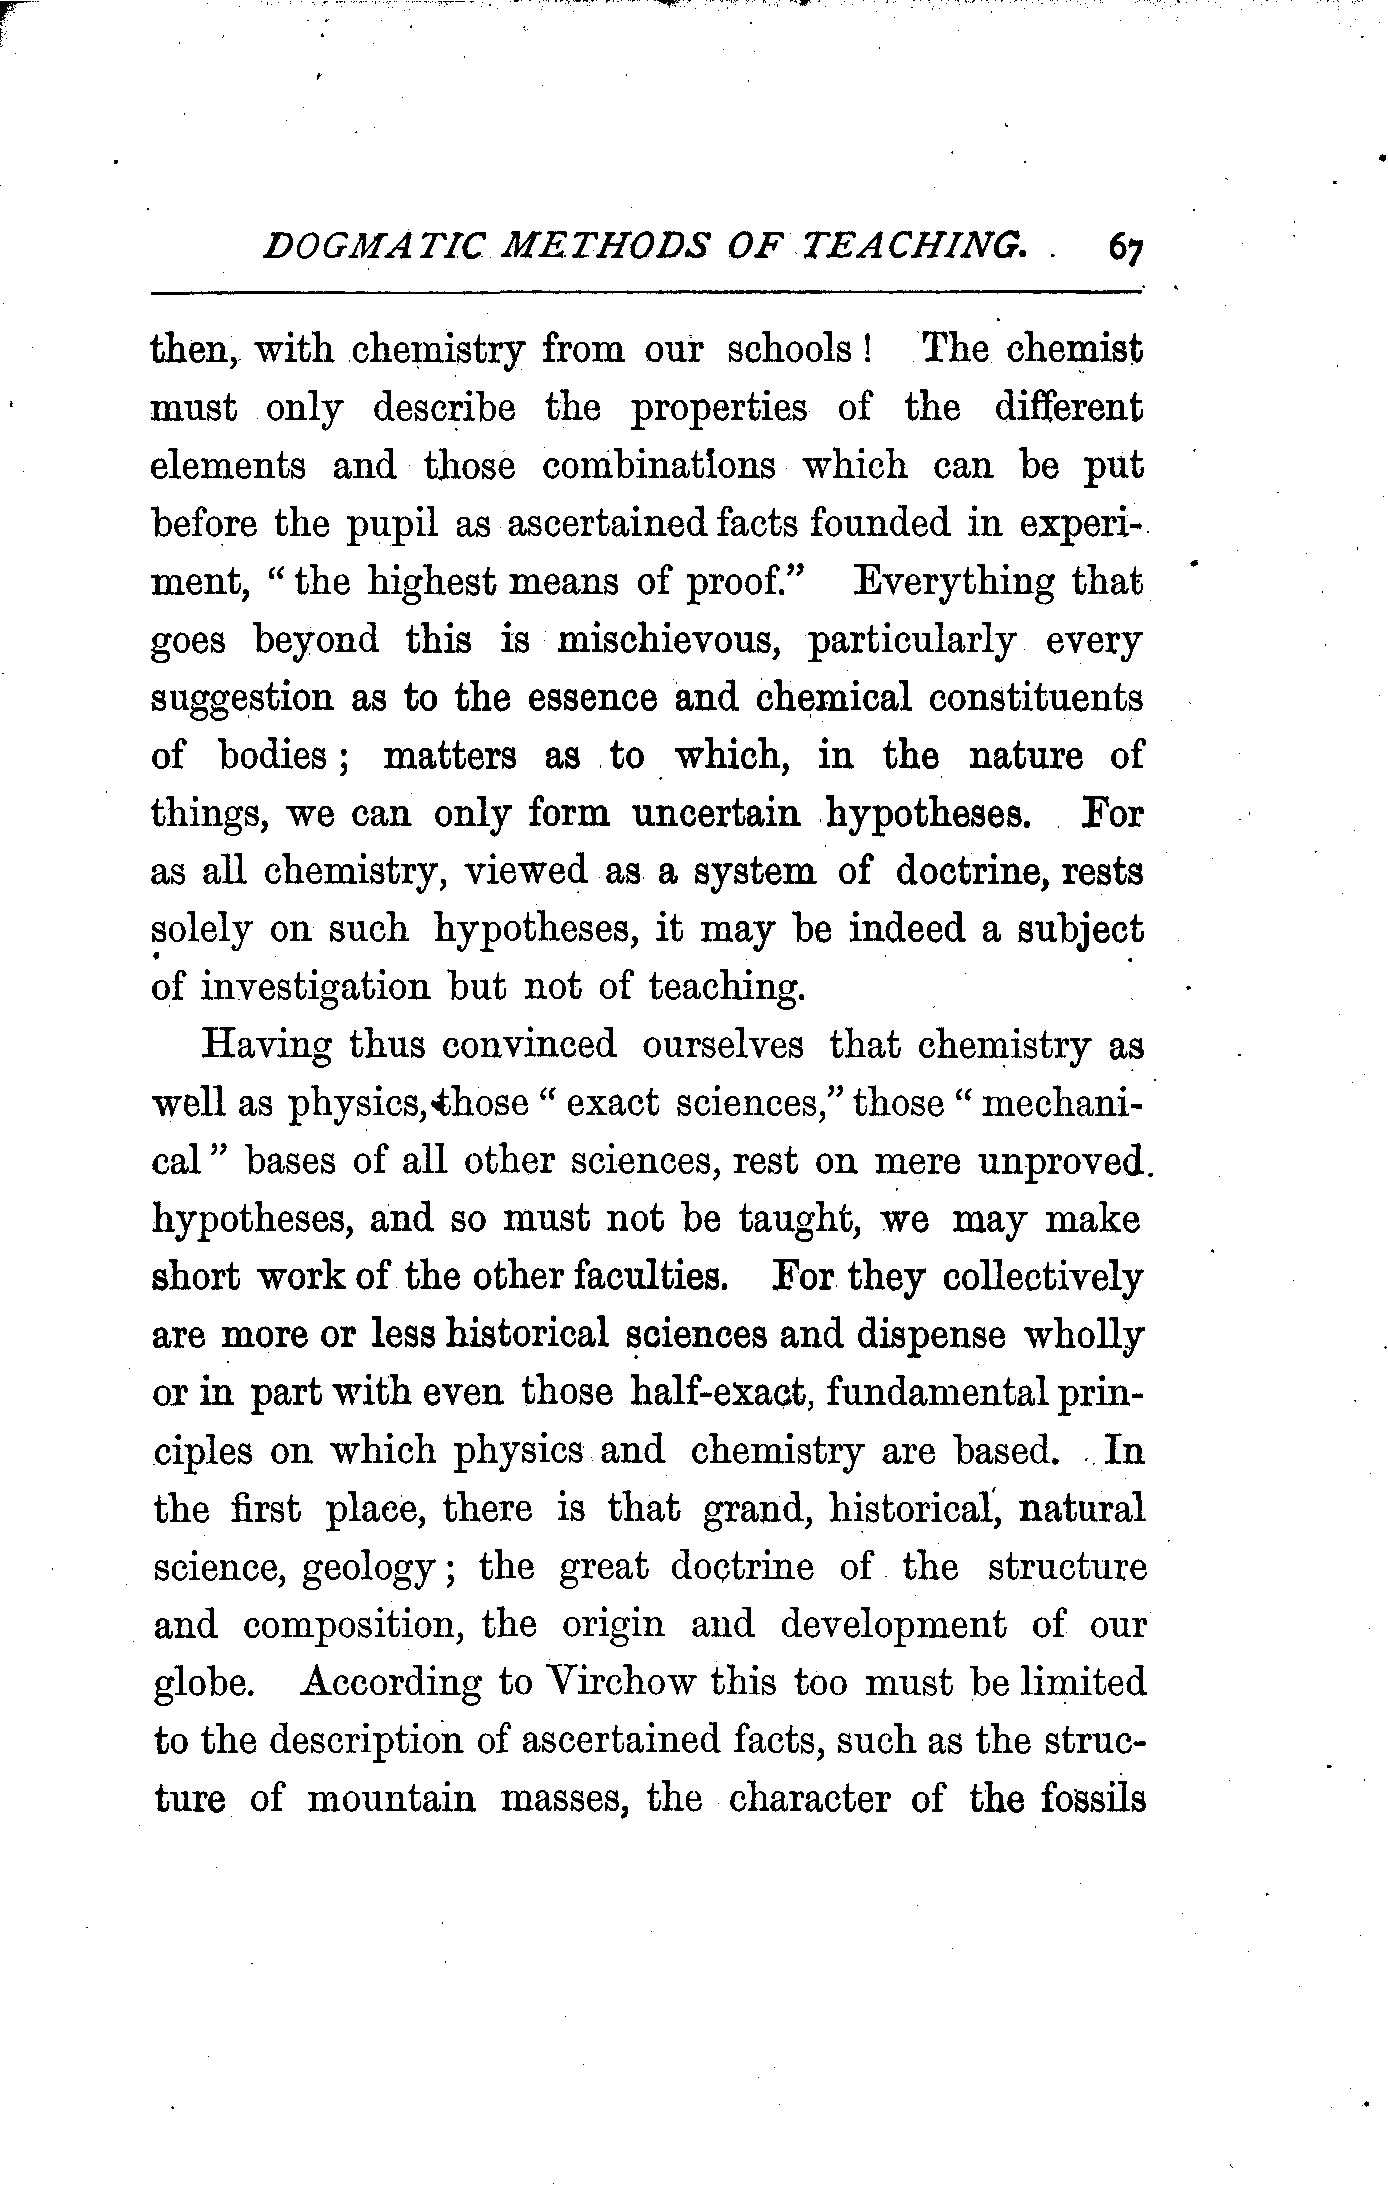 DOGMATIC METHODS OF TEACHING. 67
then, with chemistry from our schools ! The chemist
must only describe the properties of the different
elements and those combinations which can be put
before the pupil as ascertained facts founded in experi-
ment, “ the highest means of proof.” Everything that
goes beyond this is mischievous, particularly every
suggestion as to the essence and chemical constituents
of bodies ; matters as to which, in the nature of
things, we can only form uncertain hypotheses. For
as all chemistry, viewed as a system of doctrine, rests
solely on such hypotheses, it may be indeed a subject
of investigation but not of teaching.
Having thus convinced ourselves that chemistry as
well as physics, those “ exact sciences,” those “ mechani-
cal ” bases of all other sciences, rest on mere unproved
hypotheses, and so must not be taught, we may make
short work of the other faculties. For they collectively
are more or less historical sciences and dispense wholly
or in part with even those half-exact, fundamental prin-
ciples on which physics and chemistry are based. In
the first place, there is that grand, historical, natural
science, geology ; the great doctrine of the structure
and composition, the origin and development of our
globe. According to Virchow this too must be limited
to the description of ascertained facts, such as the struc-
ture of mountain masses, the character of the fossils